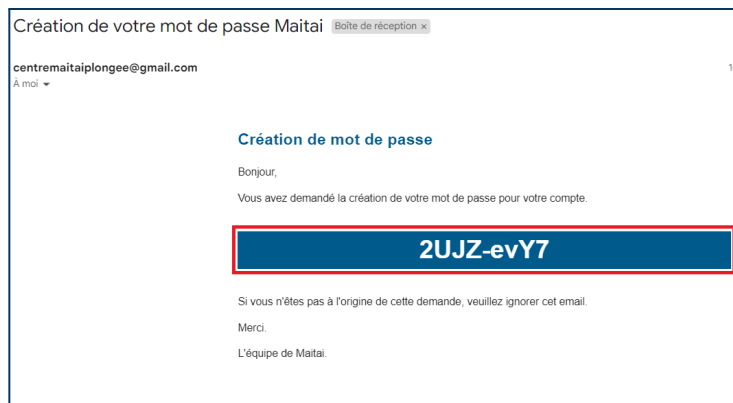 Création de votre mot de passe Maitai Boîte de réception ×
centremaitaiplongee@gmail.com 1
À moi
Création de mot de passe
Bonjour,
Vous avez demandé la création de votre mot de passe pour votre compte.
2UJZ-evY7
Si vous n'êtes pas à l'origine de cette demande, veuillez ignorer cet email.
Merci.
L'équipe de Maitai.